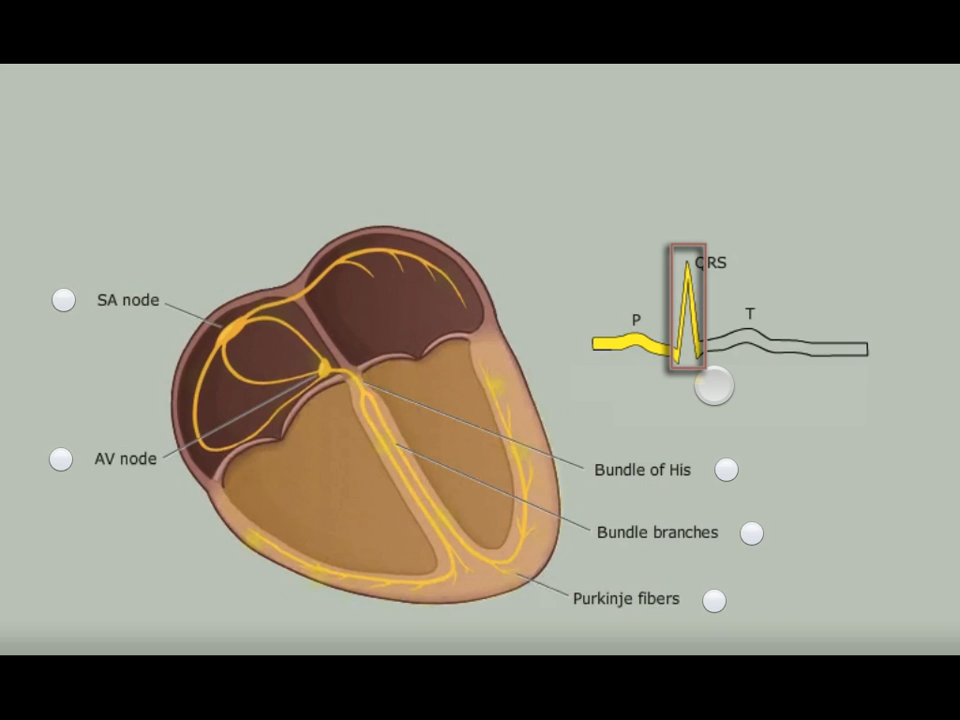 QRS
P
T
SA node
AV node
Bundle of His
Bundle branches
Purkinje fibers